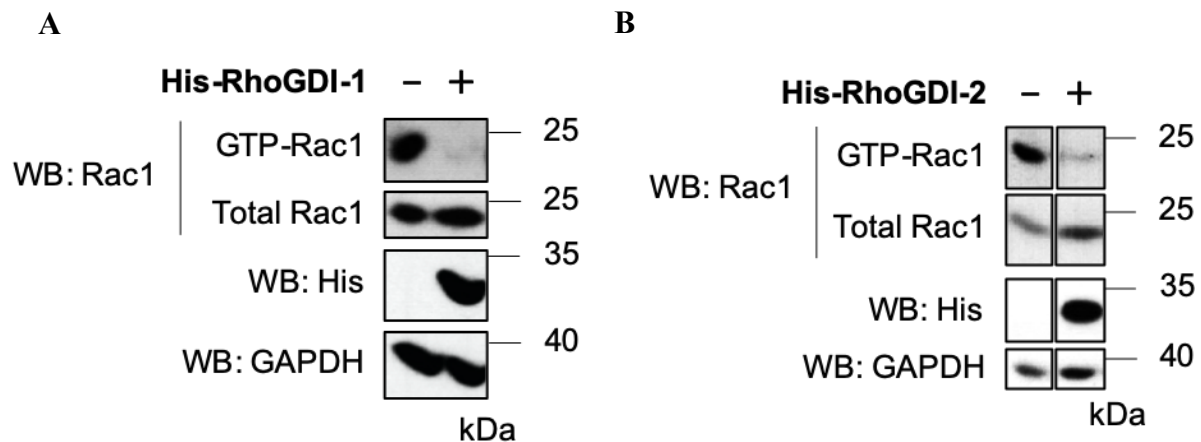 A
His-RhoGDI-1 – +
GTP-Rac1 25
WB: Rac1
Total Rac1 25
WB: His 35
WB: GAPDH 40
kDa
B
His-RhoGDI-2 – +
GTP-Rac1 25
WB: Rac1
Total Rac1 25
WB: His 35
WB: GAPDH 40
kDa